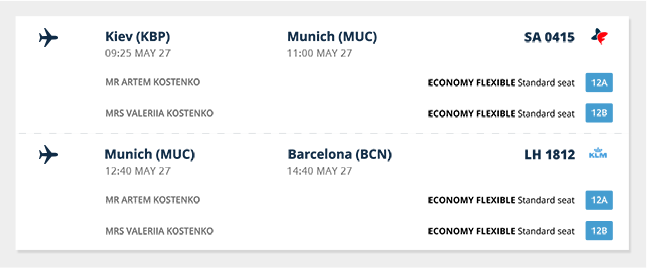 Kiev (KBP) Munich (MUC) SA 0415
09:25 MAY 27 11:00 MAY 27
MR ARTEM KOSTENKO ECONOMY FLEXIBLE Standard seat 12A
MRS VALERIIA KOSTENKO ECONOMY FLEXIBLE Standard seat 12B
Munich (MUC) Barcelona (BCN) LH 1812 KLM
12:40 MAY 27 14:40 MAY 27
MR ARTEM KOSTENKO ECONOMY FLEXIBLE Standard seat 12A
MRS VALERIIA KOSTENKO ECONOMY FLEXIBLE Standard seat 12B